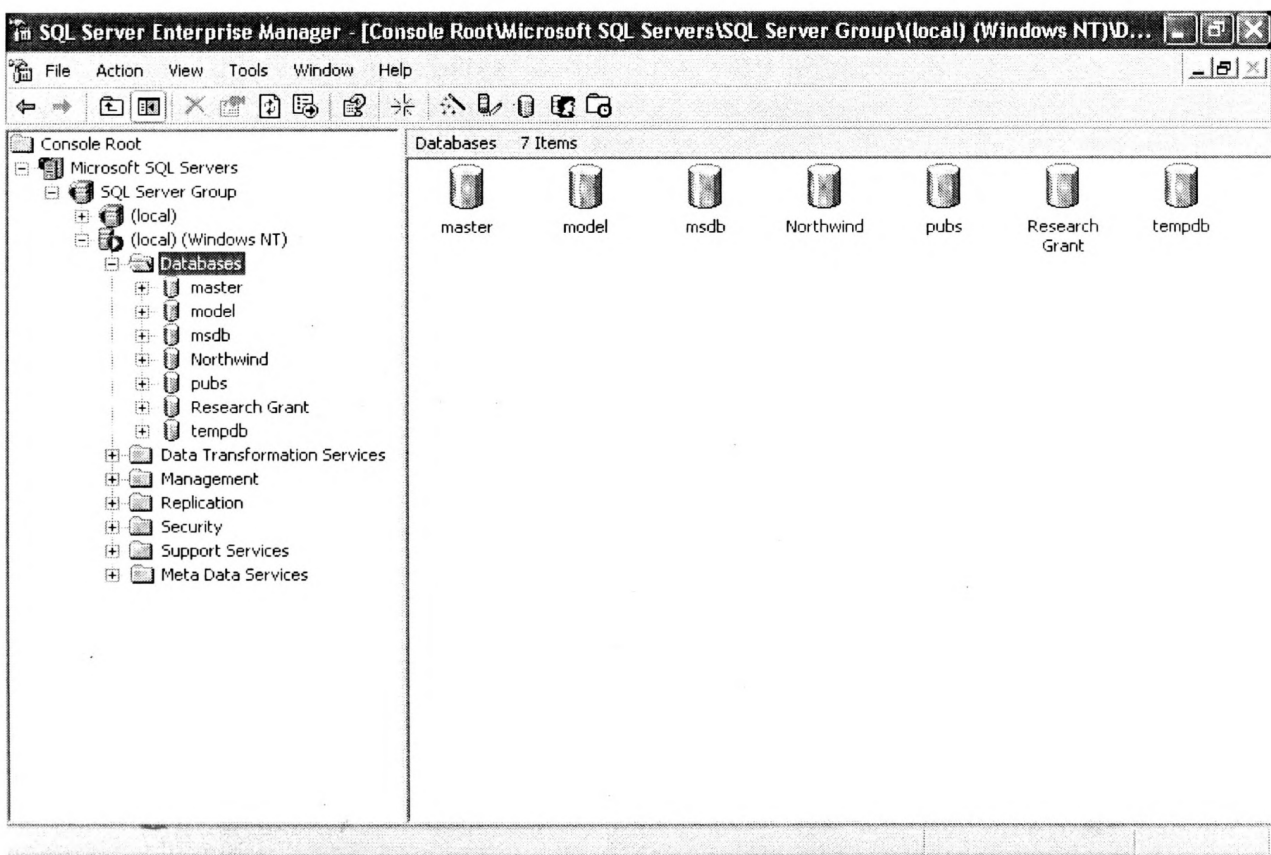 SQL Server Enterprise Manager - [Console Root\Microsoft SQL Servers\SQL Server Group\(local) (Windows NT)\D...
File Action View Tools Window Help
Console Root
Microsoft SQL Servers
SQL Server Group
(local)
(local) (Windows NT)
Databases
master
model
msdb
Northwind
pubs
Research Grant
tempdb
Data Transformation Services
Management
Replication
Security
Support Services
Meta Data Services
Databases 7 Items
master model msdb Northwind pubs Research Grant tempdb